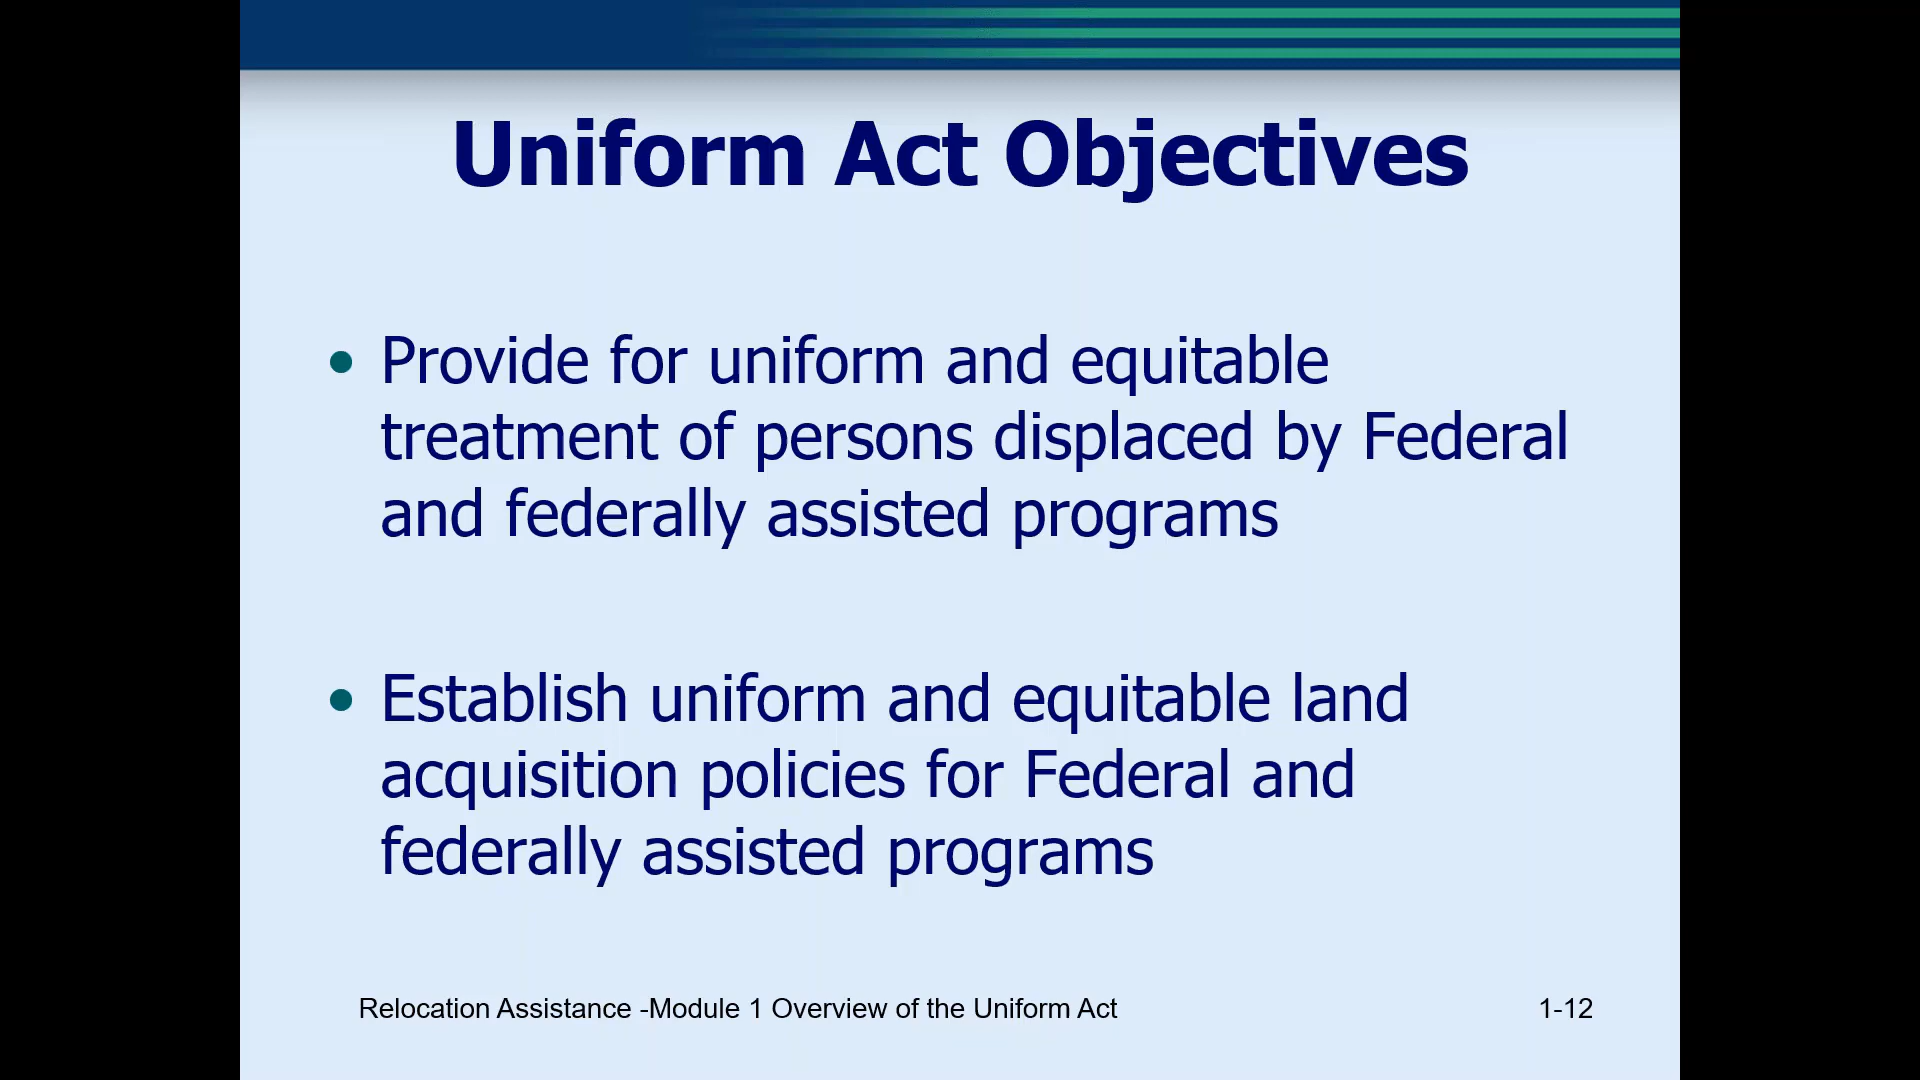 Uniform Act Objectives
• Provide for uniform and equitable
treatment of persons displaced by Federal
and federally assisted programs
• Establish uniform and equitable land
acquisition policies for Federal and
federally assisted programs
Relocation Assistance -Module 1 Overview of the Uniform Act
1-12